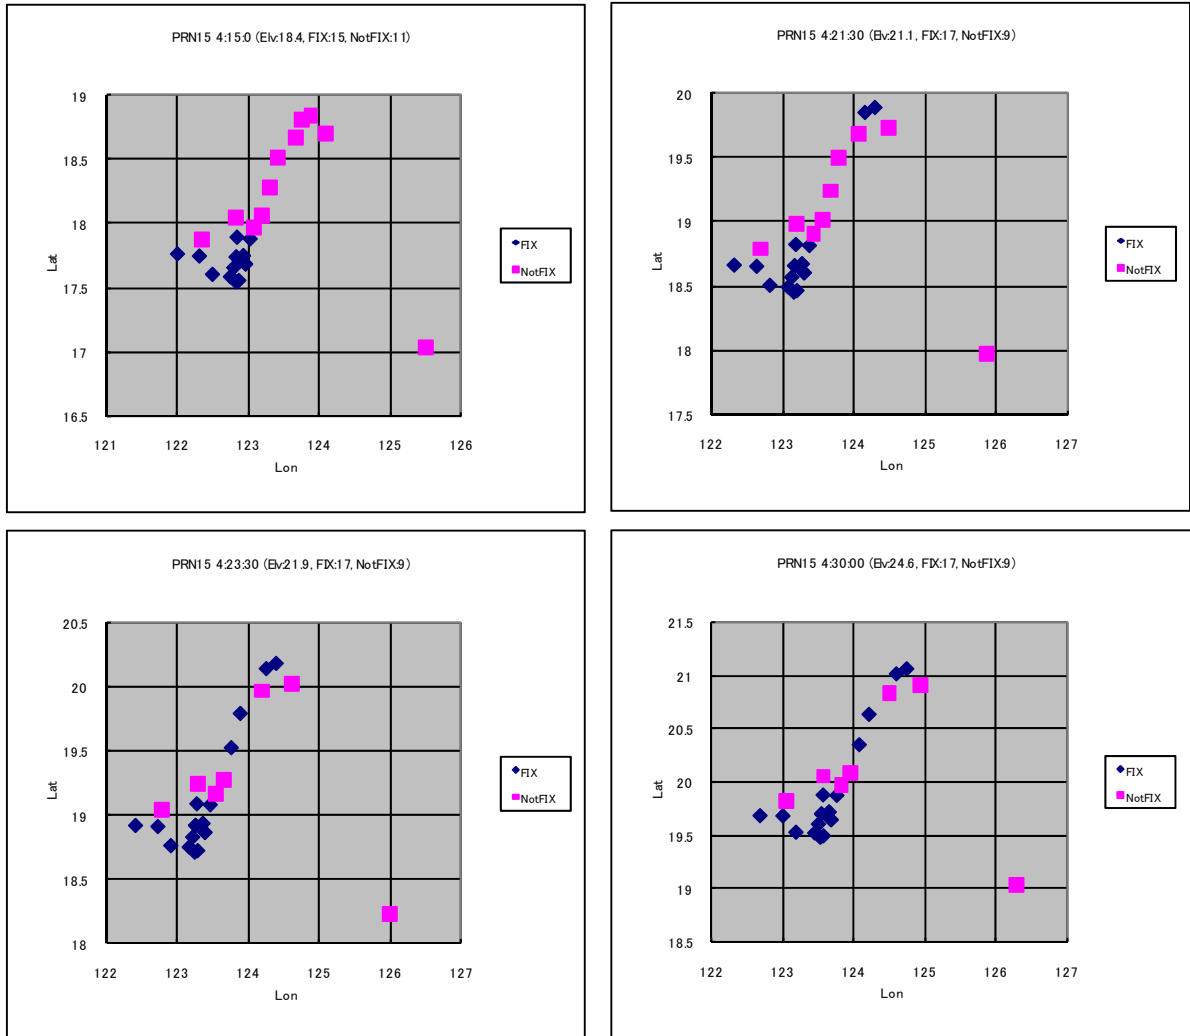 PRN15 4:15:0 (Elv:18.4, FIX:15, NotFIX:11)
19
18.5
18
17.5
17
16.5
Lat
121 122 123 124 125 126
Lon
FIX
NotFIX
PRN15 4:21:30 (Elv:21.1, FIX:17, NotFIX:9)
20
19.5
19
18.5
18
17.5
Lat
122 123 124 125 126 127
Lon
FIX
NotFIX
PRN15 4:23:30 (Elv:21.9, FIX:17, NotFIX:9)
20.5
20
19.5
19
18.5
18
Lat
122 123 124 125 126 127
Lon
FIX
NotFIX
PRN15 4:30:00 (Elv:24.6, FIX:17, NotFIX:9)
21.5
21
20.5
20
19.5
19
18.5
Lat
122 123 124 125 126 127
Lon
FIX
NotFIX